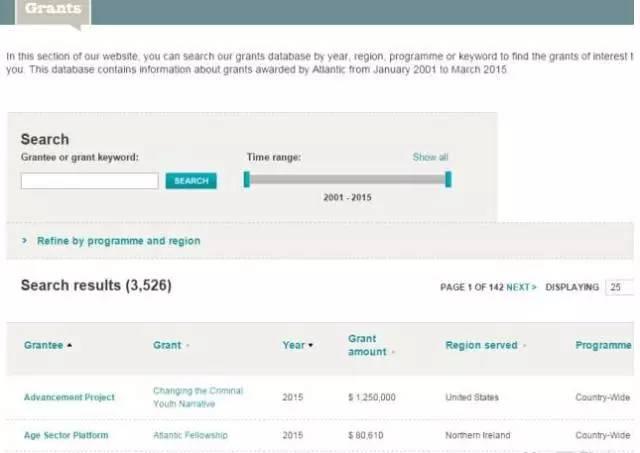 Grants
In this section of our website, you can search our grants database by year, region, programme or keyword to find the grants of interest t
you. This database contains information about grants awarded by Atlantic from January 2001 to March 2015
Search
Grantee or grant keyword:
Time range:
Show all
SEARCH
2001 - 2015
> Refine by programme and region
Search results (3,526)
PAGE 1 OF 142 NEXT > DISPLAYING 25
Grantee Grant Year Grant amount Region served Programme
Advancement Project Changing the Criminal Youth Narrative 2015 $ 1,250,000 United States Country-Wide
Age Sector Platform Atlantic Fellowship 2015 $ 80,610 Northern Ireland Country-Wide